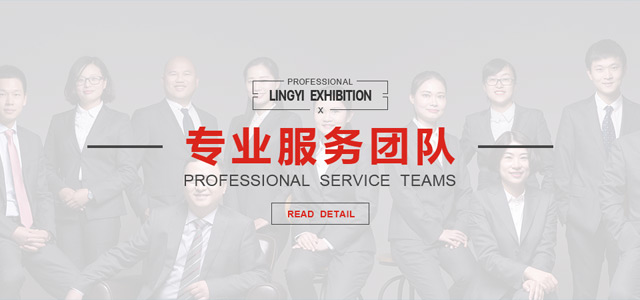 PROFESSIONAL
LINGYI EXHIBITION
X
专业服务团队
PROFESSIONAL SERVICE TEAMS
READ DETAIL